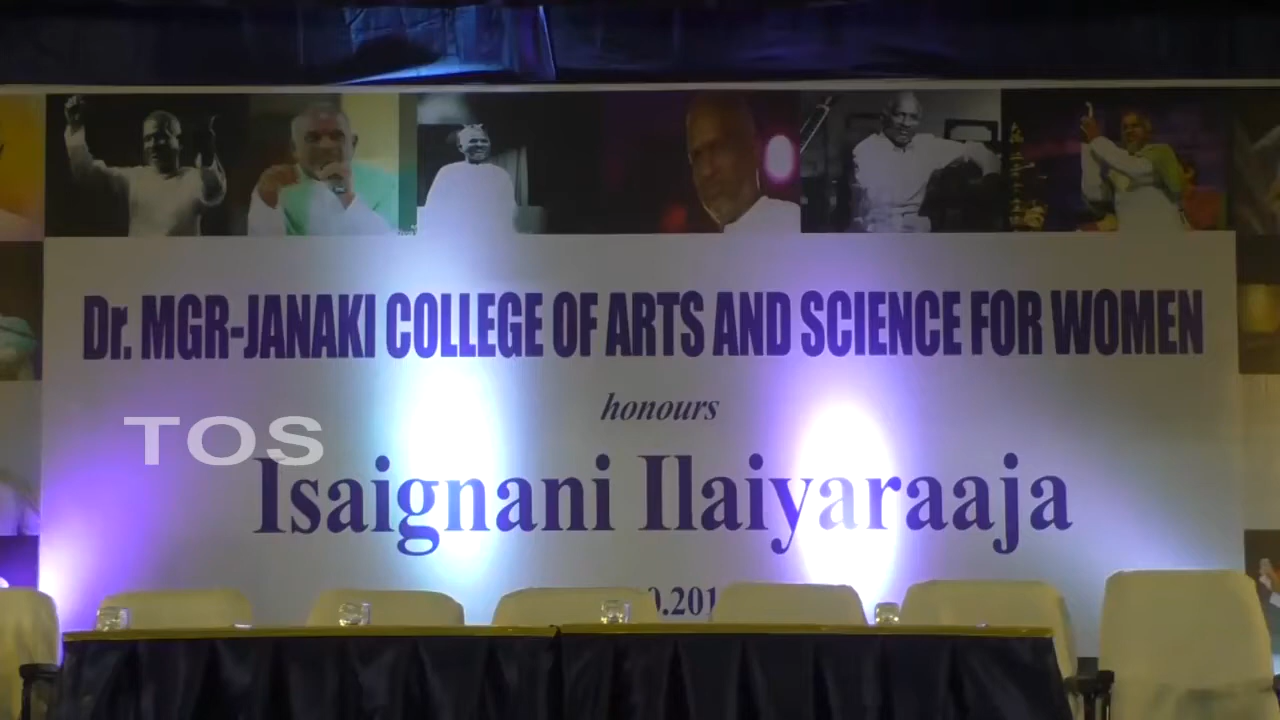 Dr. MGR-JANAKI COLLEGE OF ARTS AND SCIENCE FOR WOMEN
honours
TOS
Isaignani Ilaiyaraaja